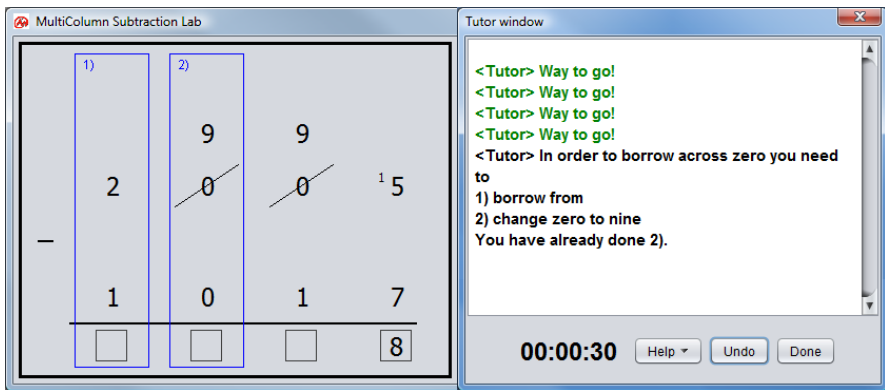 MultiColumn Subtraction Lab
1) 2)
9 9
2 0 0 1 5
–
1 0 1 7
8
Tutor window
<Tutor> Way to go!
<Tutor> Way to go!
<Tutor> Way to go!
<Tutor> Way to go!
<Tutor> In order to borrow across zero you need
to
1) borrow from
2) change zero to nine
You have already done 2).
00:00:30 Help Undo Done